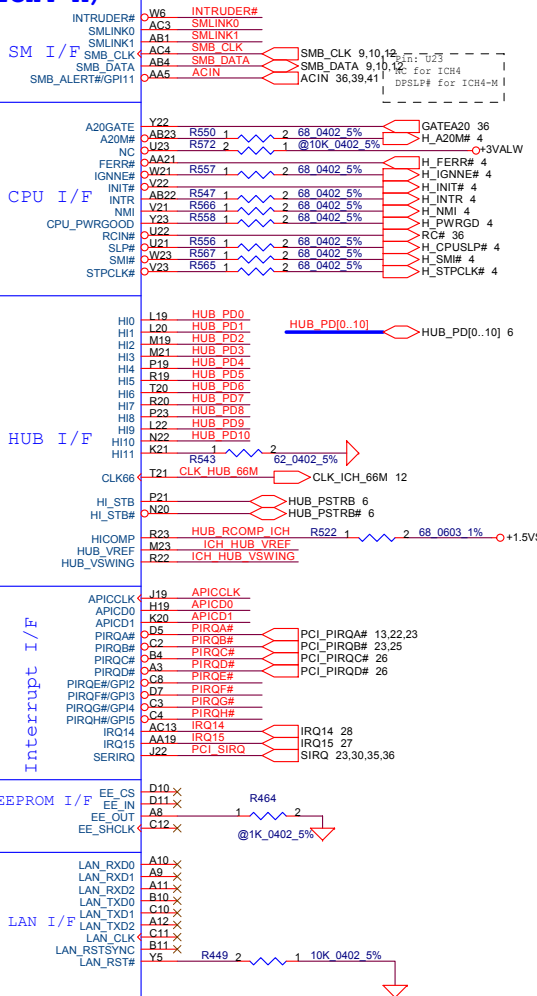 INTRUDER# W6 INTRUDER#
SMLINK0 AC3 SMLINK0
SMLINK1 AB1 SMLINK1
SM I/F
SMB_CLK AC4 SMB_CLK SMB_CLK 9,10,12
SMB_DATA AB4 SMB_DATA SMB_DATA 9,10,12
SMB_ALERT#/GPI11 AA5 ACIN ACIN 36,39,41
Pin: U23
NC for ICH4
DPSLP# for ICH4-M
A20GATE Y22 GATEA20 36
A20M# AB23 R550 1 2 68_0402_5% H_A20M# 4
NC U23 R572 2 1 @10K_0402_5% +3VALW
FERR# AA21 H_FERR# 4
IGNNE# W21 R557 1 2 68_0402_5% H_IGNNE# 4
CPU I/F
INIT# V22 H_INIT# 4
INTR AB22 R547 1 2 68_0402_5% H_INTR 4
NMI V21 R566 1 2 68_0402_5% H_NMI 4
CPU_PWRGOOD Y23 R558 1 2 68_0402_5% H_PWRGD 4
RCIN# U22 RC# 36
SLP# U21 R556 1 2 68_0402_5% H_CPUSLP# 4
SMI# W23 R567 1 2 68_0402_5% H_SMI# 4
STPCLK# V23 R565 1 2 68_0402_5% H_STPCLK# 4
HI0 L19 HUB_PD0
HI1 L20 HUB_PD1 HUB_PD[0..10] HUB_PD[0..10] 6
HI2 M19 HUB_PD2
HI3 M21 HUB_PD3
HI4 P19 HUB_PD4
HI5 R19 HUB_PD5
HI6 T20 HUB_PD6
HI7 R20 HUB_PD7
HI8 P23 HUB_PD8
HI9 L22 HUB_PD9
HUB I/F
HI10 N22 HUB_PD10
HI11 K21 R543 1 2 62_0402_5%
CLK66 T21 CLK_HUB_66M CLK_ICH_66M 12
HI_STB P21 HUB_PSTRB 6
HI_STB# N20 HUB_PSTRB# 6
HICOMP R23 HUB_RCOMP_ICH R522 1 2 68_0603_1% +1.5VS
HUB_VREF M23 ICH_HUB_VREF
HUB_VSWING R22 ICH_HUB_VSWING
APICCLK J19 APICCLK
APICD0 H19 APICD0
APICD1 K20 APICD1
PIRQA# D5 PIRQA# PCI_PIRQA# 13,22,23
PIRQB# C2 PIRQB# PCI_PIRQB# 23,25
PIRQC# B4 PIRQC# PCI_PIRQC# 26
PIRQD# A3 PIRQD# PCI_PIRQD# 26
Interrupt I/F
PIRQE#/GPI2 C8 PIRQE#
PIRQF#/GPI3 D7 PIRQF#
PIRQG#/GPI4 C3 PIRQG#
PIRQH#/GPI5 C4 PIRQH#
IRQ14 AC13 IRQ14 IRQ14 28
IRQ15 AA19 IRQ15 IRQ15 27
SERIRQ J22 PCI_SIRQ SIRQ 23,30,35,36
EEPROM I/F
EE_CS D10
EE_IN D11
EE_OUT A8 R464 1 2 @1K_0402_5%
EE_SHCLK C12
LAN_RXD0 A10
LAN_RXD1 A9
LAN_RXD2 A11
LAN_TXD0 B10
LAN_TXD1 C10
LAN I/F
LAN_TXD2 A12
LAN_CLK C11
LAN_RSTSYNC B11
LAN_RST# Y5 R449 2 1 10K_0402_5%